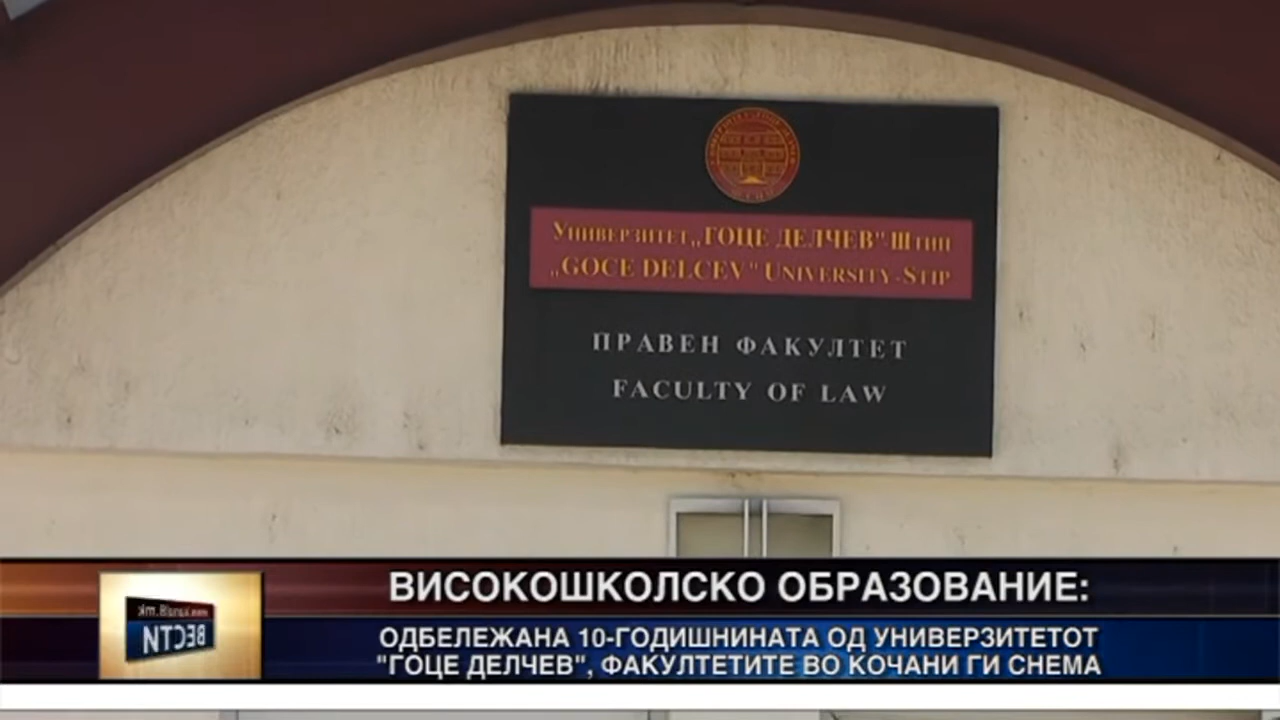 УНИВЕРЗИТЕТ „ГОЦЕ ДЕЛЧЕВ"-ШТИП
„GOCE DELCEV" UNIVERSITY-STIP
ПРАВЕН ФАКУЛТЕТ
FACULTY OF LAW
ВИСОКОШКОЛСКО ОБРАЗОВАНИЕ:
ОДБЕЛЕЖАНА 10-ГОДИШНИНАТА ОД УНИВЕРЗИТЕТОТ
"ГОЦЕ ДЕЛЧЕВ", ФАКУЛТЕТИТЕ ВО КОЧАНИ ГИ СНЕМА
ВЕСТИ